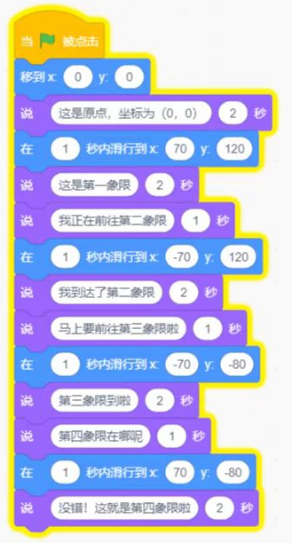 当 被点击
移到 x: 0 y: 0
说 这是原点，坐标为（0，0） 2 秒
在 1 秒内滑行到 x: 70 y: 120
说 这是第一象限 2 秒
说 我正在前往第二象限 1 秒
在 1 秒内滑行到 x: -70 y: 120
说 我到达了第二象限 2 秒
说 马上要前往第三象限啦 1 秒
在 1 秒内滑行到 x: -70 y: -80
说 第三象限到啦 2 秒
说 第四象限在哪呢 1 秒
在 1 秒内滑行到 x: 70 y: -80
说 没错！这就是第四象限啦 2 秒